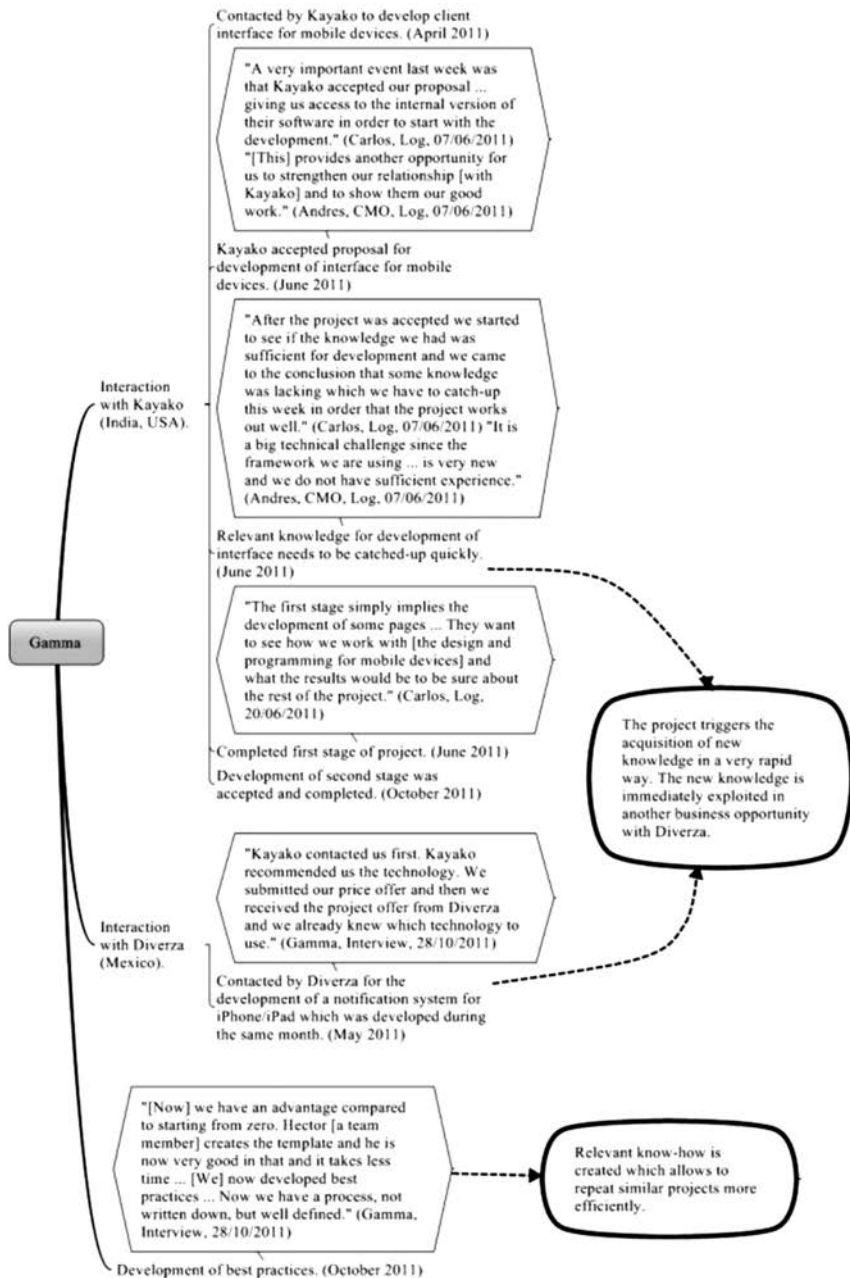 Contacted by Kayako to develop client
interface for mobile devices. (April 2011)
"A very important event last week was
that Kayako accepted our proposal ...
giving us access to the internal version of
their software in order to start with the
development." (Carlos, Log, 07/06/2011)
"[This] provides another opportunity for
us to strengthen our relationship [with
Kayako] and to show them our good
work." (Andres, CMO, Log, 07/06/2011)
Kayako accepted proposal for
development of interface for mobile
devices. (June 2011)
"After the project was accepted we started
to see if the knowledge we had was
sufficient for development and we came
to the conclusion that some knowledge
was lacking which we have to catch-up
this week in order that the project works
out well." (Carlos, Log, 07/06/2011) "It is
a big technical challenge since the
framework we are using ... is very new
and we do not have sufficient experience."
(Andres, CMO, Log, 07/06/2011)
Interaction
with Kayako
(India, USA).
Relevant knowledge for development of
interface needs to be catched-up quickly.
(June 2011)
"The first stage simply implies the
development of some pages ... They want
to see how we work with [the design and
programming for mobile devices] and
what the results would be to be sure about
the rest of the project." (Carlos, Log,
20/06/2011)
Gamma
Completed first stage of project. (June 2011)
Development of second stage was
accepted and completed. (October 2011)
The project triggers the
acquisition of new
knowledge in a very rapid
way. The new knowledge is
immediately exploited in
another business opportunity
with Diverza.
"Kayako contacted us first. Kayako
recommended us the technology. We
submitted our price offer and then we
received the project offer from Diverza
and we already knew which technology to
use." (Gamma, Interview, 28/10/2011)
Interaction
with Diverza
(Mexico).
Contacted by Diverza for the
development of a notification system for
iPhone/iPad which was developed during
the same month. (May 2011)
"[Now] we have an advantage compared
to starting from zero. Hector [a team
member] creates the template and he is
now very good in that and it takes less
time ... [We] now developed best
practices ... Now we have a process, not
written down, but well defined." (Gamma,
Interview, 28/10/2011)
Relevant know-how is
created which allows to
repeat similar projects more
efficiently.
Development of best practices. (October 2011)